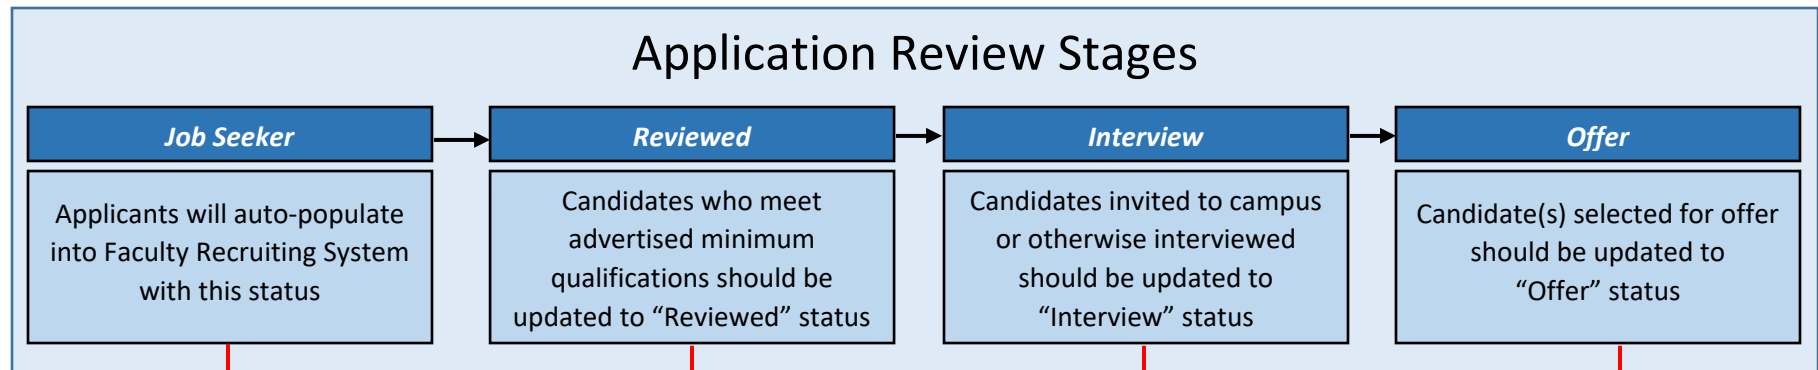 Application Review Stages
Job Seeker
Applicants will auto-populate
into Faculty Recruiting System
with this status
Reviewed
Candidates who meet
advertised minimum
qualifications should be
updated to “Reviewed” status
Interview
Candidates invited to campus
or otherwise interviewed
should be updated to
“Interview” status
Offer
Candidate(s) selected for offer
should be updated to
“Offer” status